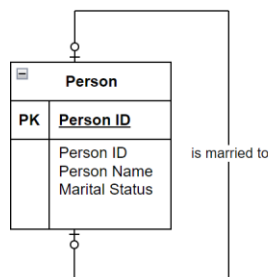 Person
PK Person ID
Person ID
Person Name
Marital Status
is married to